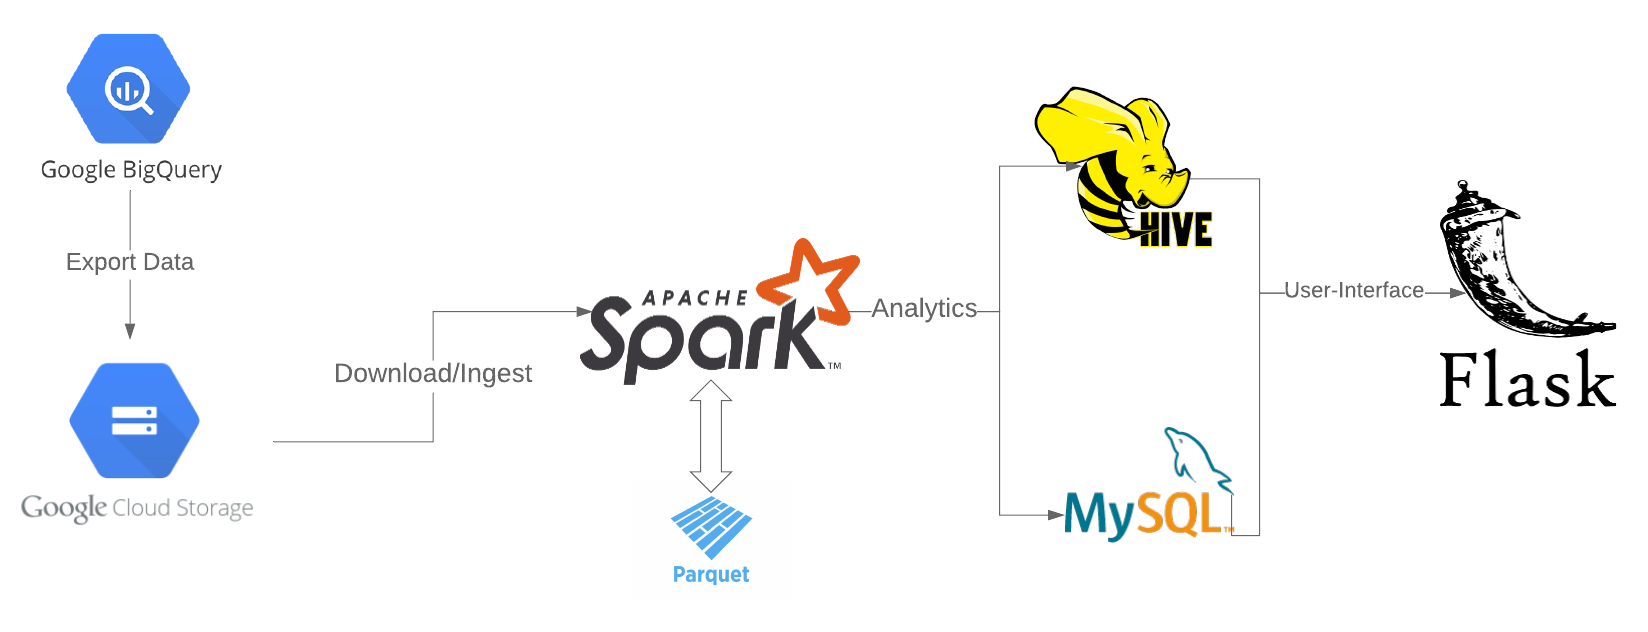 Google BigQuery
Export Data
Google Cloud Storage
Download/Ingest
APACHE
Spark™
Parquet
Analytics
HIVE
MySQL™
User-Interface
Flask